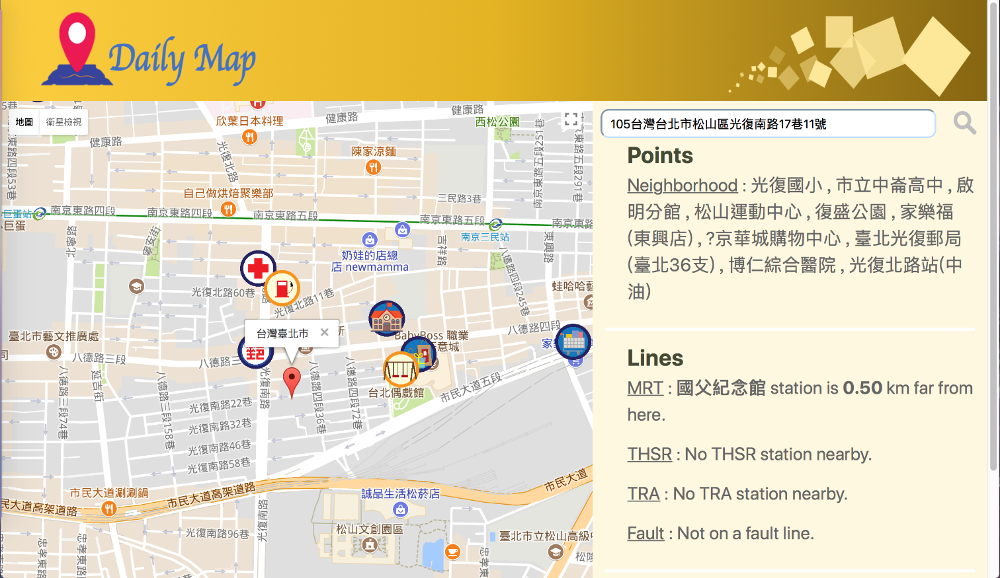 Daily Map
地圖
衛星檢視
105台灣台北市松山區光復南路17巷11號
Points
Neighborhood : 光復國小 , 市立中崙高中 , 啟
明分館 , 松山運動中心 , 復盛公園 , 家樂福
(東興店) , ?京華城購物中心 , 臺北光復郵局
(臺北36支) , 博仁綜合醫院 , 光復北路站(中
油)
Lines
MRT : 國父紀念館 station is 0.50 km far from
here.
THSR : No THSR station nearby.
TRA : No TRA station nearby.
Fault : Not on a fault line.
5巷
健康路
健康路
健康路
欣葉日本料理
西松公園
陳家涼麵
光復北路
南京東路五段251巷
東路五段291巷
東路四段53巷
自己做烘焙聚樂部
三民路3巷
巨蛋站
巨蛋
南京東路四段
南京東路四段
南京東路五段
南京東路五段
南京東路
南京三民站
寧安街
北寧路
吉祥路
東興路
奶娃的店總
店 newmamma
八德路四段245巷
光復北路60巷
光復北路11巷
蛙哈哈藝
台灣臺北市
所
BabyBoss 職業
任意城
八德路四段
家
郵
臺北市藝文推廣處
司
八德路三段
八德路三
光復南路
八德路四段36巷
八德路四段72巷
台北偶戲館
市民大道五段
八德路三段74巷
延吉街
八德路三段158巷
光復南路22巷
光復南路32巷
光復南路46巷
光復南路58巷
市民大道涮涮鍋
市民大道高架道路
民大道高架道路
市民大道
誠品生活松菸店
松山文創園區
光復南路
光復南路96巷
臺北市立松山高級中
松隆
忠孝東路
忠孝東路
忠孝東